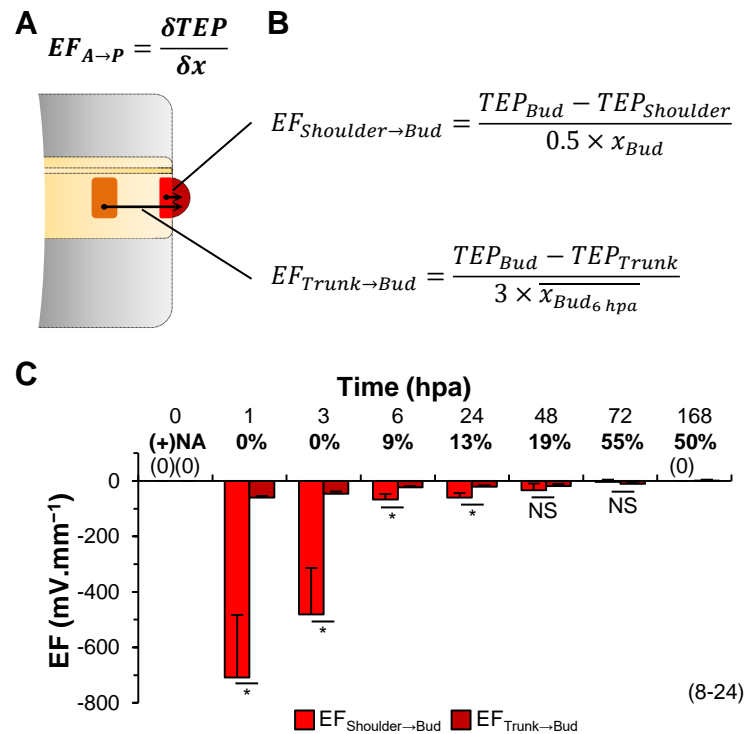 A
EF_{A→P} = δTEP / δx
B
EF_{Shoulder→Bud} = (TEP_{Bud} − TEP_{Shoulder}) / (0.5 × x_{Bud})
EF_{Trunk→Bud} = (TEP_{Bud} − TEP_{Trunk}) / (3 × \overline{x_{Bud_{6 hpa}}})
C
Time (hpa)
0 1 3 6 24 48 72 168
(+)NA 0% 0% 9% 13% 19% 55% 50%
(0)(0) (0)
0
-200
-400
-600
-800
EF (mV.mm⁻¹)
* * * * NS NS
(8-24)
EF_{Shoulder→Bud} EF_{Trunk→Bud}